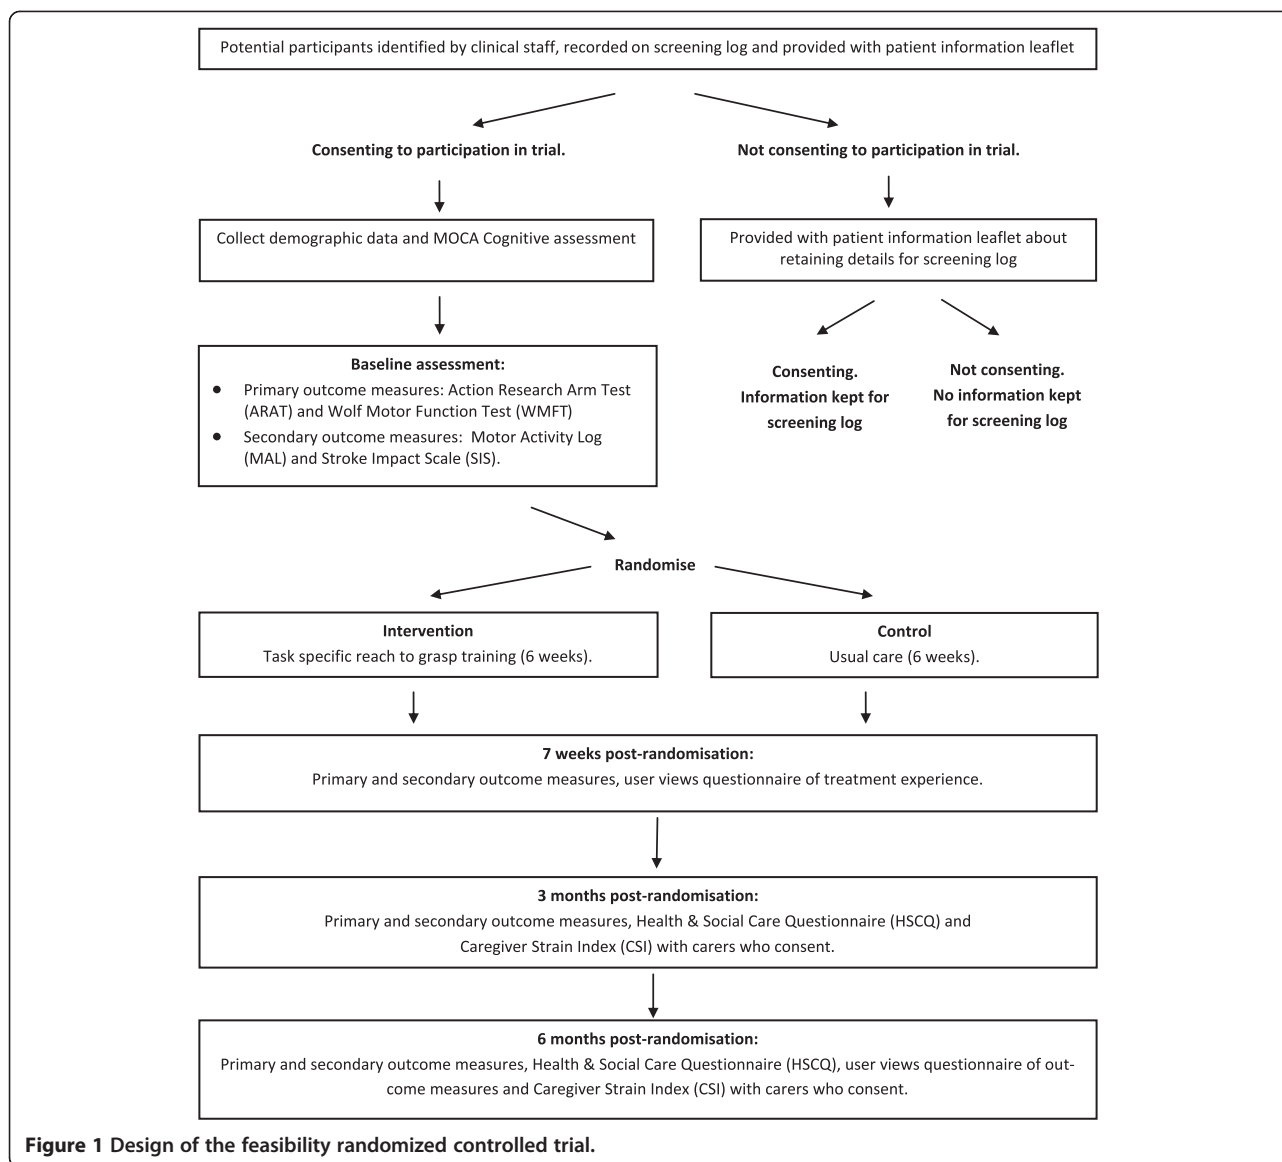 Potential participants identified by clinical staff, recorded on screening log and provided with patient information leaflet
Consenting to participation in trial.
Not consenting to participation in trial.
Collect demographic data and MOCA Cognitive assessment
Provided with patient information leaflet about
retaining details for screening log
Baseline assessment:
● Primary outcome measures: Action Research Arm Test
(ARAT) and Wolf Motor Function Test (WMFT)
● Secondary outcome measures: Motor Activity Log
(MAL) and Stroke Impact Scale (SIS).
Consenting.
Information kept for
screening log
Not consenting.
No information kept
for screening log
Randomise
Intervention
Task specific reach to grasp training (6 weeks).
Control
Usual care (6 weeks).
7 weeks post-randomisation:
Primary and secondary outcome measures, user views questionnaire of treatment experience.
3 months post-randomisation:
Primary and secondary outcome measures, Health & Social Care Questionnaire (HSCQ) and
Caregiver Strain Index (CSI) with carers who consent.
6 months post-randomisation:
Primary and secondary outcome measures, Health & Social Care Questionnaire (HSCQ), user views questionnaire of out-
come measures and Caregiver Strain Index (CSI) with carers who consent.
Figure 1 Design of the feasibility randomized controlled trial.